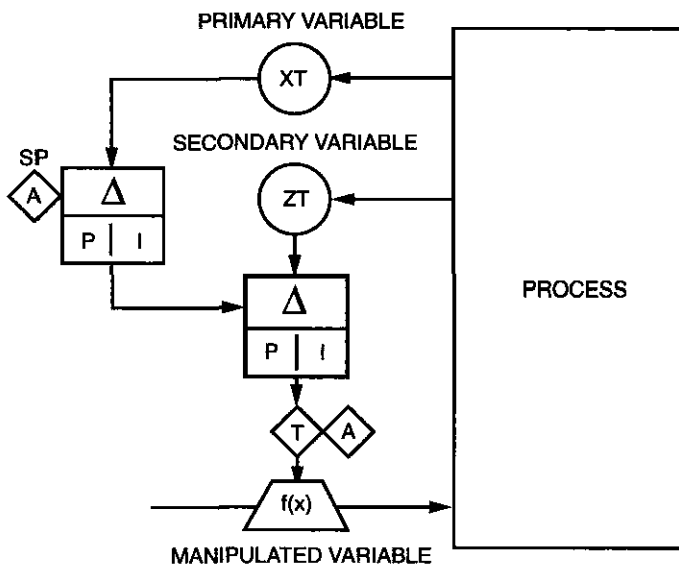 PRIMARY VARIABLE
XT
SECONDARY VARIABLE
SP
A
Δ
P I
ZT
Δ
P I
PROCESS
T A
f(x)
MANIPULATED VARIABLE